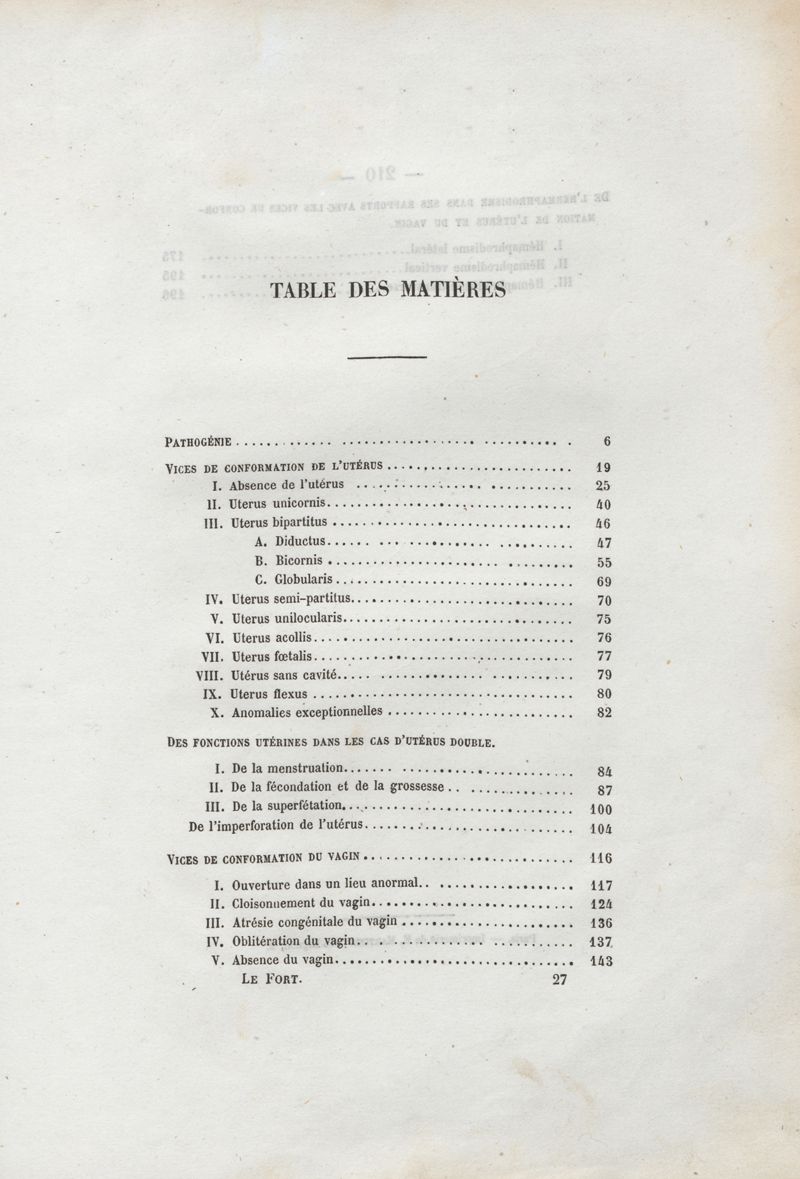 TABLE DES MATIÈRES
PATHOGÉNIE 6
VICES DE CONFORMATION DE L'UTÉRUS 19
I. Absence de l'utérus 25
II. Uterus unicornis 40
III. Uterus bipartitus 46
A. Diductus 47
B. Bicornis 55
C. Globularis 69
IV. Uterus semi-partitus 70
V. Uterus unilocularis 75
VI. Uterus acollis 76
VII. Uterus fœtalis 77
VIII. Utérus sans cavité 79
IX. Uterus flexus 80
X. Anomalies exceptionnelles 82
DES FONCTIONS UTÉRINES DANS LES CAS D'UTÉRUS DOUBLE.
I. De la menstruation 84
II. De la fécondation et de la grossesse 87
III. De la superfétation 100
De l'imperforation de l'utérus 104
VICES DE CONFORMATION DU VAGIN 116
I. Ouverture dans un lieu anormal 117
II. Cloisonnement du vagin 124
III. Atrésie congénitale du vagin 136
IV. Oblitération du vagin 137
V. Absence du vagin 143
LE FORT. 27